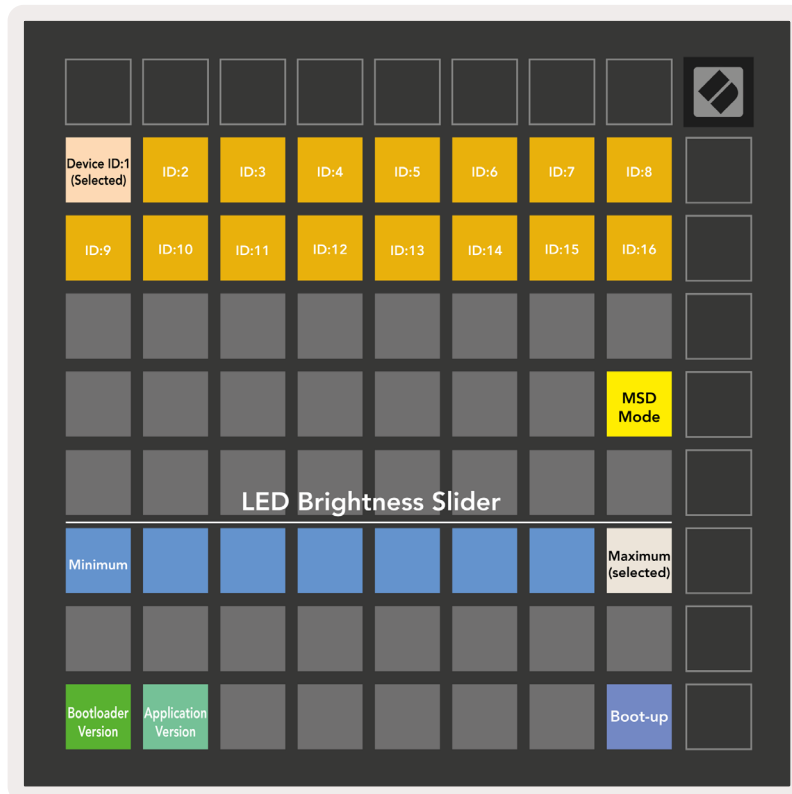 Device ID:1
(Selected)
ID:2
ID:3
ID:4
ID:5
ID:6
ID:7
ID:8
ID:9
ID:10
ID:11
ID:12
ID:13
ID:14
ID:15
ID:16
MSD
Mode
LED Brightness Slider
Minimum
Maximum
(selected)
Bootloader
Version
Application
Version
Boot-up